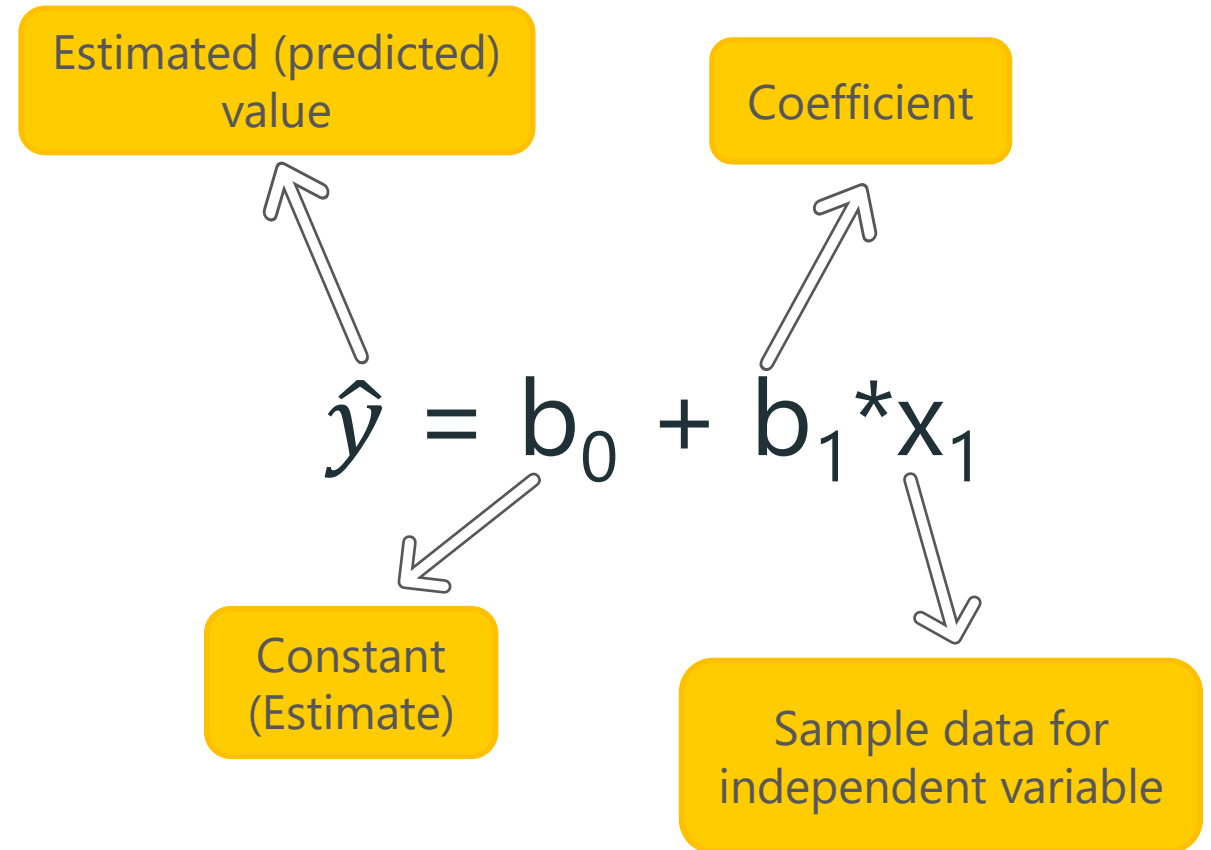 Estimated (predicted)
value
Coefficient
ŷ = b₀ + b₁*x₁
Constant
(Estimate)
Sample data for
independent variable